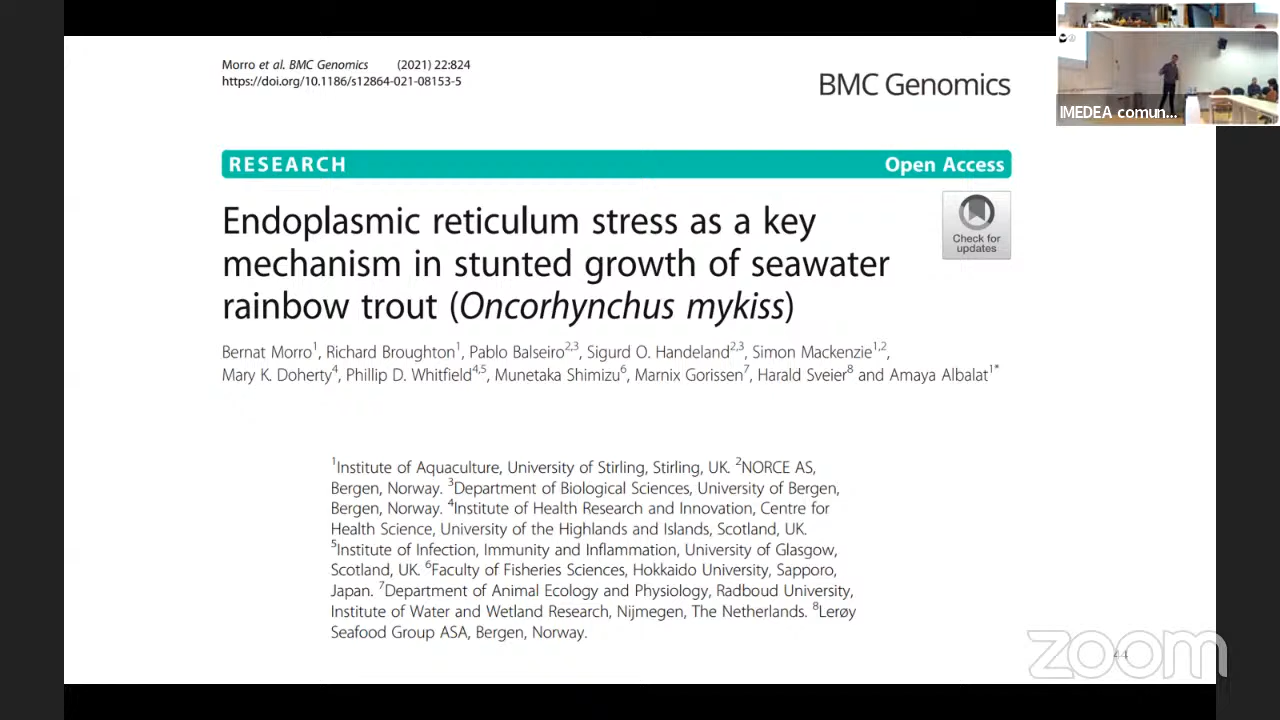 Morro et al. BMC Genomics (2021) 22:824
https://doi.org/10.1186/s12864-021-08153-5
BMC Genomics
IMEDEA comun...
RESEARCH Open Access
Endoplasmic reticulum stress as a key
mechanism in stunted growth of seawater
rainbow trout (Oncorhynchus mykiss)
Check for
updates
Bernat Morro1, Richard Broughton1, Pablo Balseiro2,3, Sigurd O. Handeland2,3, Simon Mackenzie1,2,
Mary K. Doherty4, Phillip D. Whitfield4,5, Munetaka Shimizu6, Marnix Gorissen7, Harald Sveier8 and Amaya Albalat1*
1Institute of Aquaculture, University of Stirling, Stirling, UK. 2NORCE AS,
Bergen, Norway. 3Department of Biological Sciences, University of Bergen,
Bergen, Norway. 4Institute of Health Research and Innovation, Centre for
Health Science, University of the Highlands and Islands, Scotland, UK.
5Institute of Infection, Immunity and Inflammation, University of Glasgow,
Scotland, UK. 6Faculty of Fisheries Sciences, Hokkaido University, Sapporo,
Japan. 7Department of Animal Ecology and Physiology, Radboud University,
Institute of Water and Wetland Research, Nijmegen, The Netherlands. 8Lerøy
Seafood Group ASA, Bergen, Norway.
zoom
44